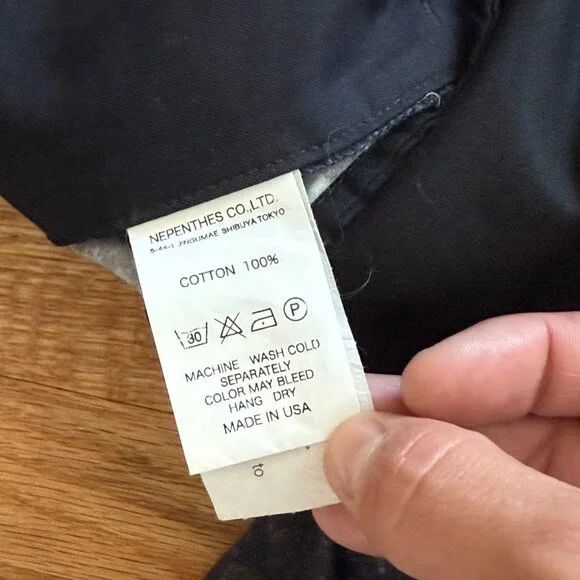 NEPENTHES CO.,LTD.
5-44-1 JINGUMAE SHIBUYA TOKYO
COTTON 100%
30 P
MACHINE WASH COLD
SEPARATELY
COLOR MAY BLEED
HANG DRY
MADE IN USA
to